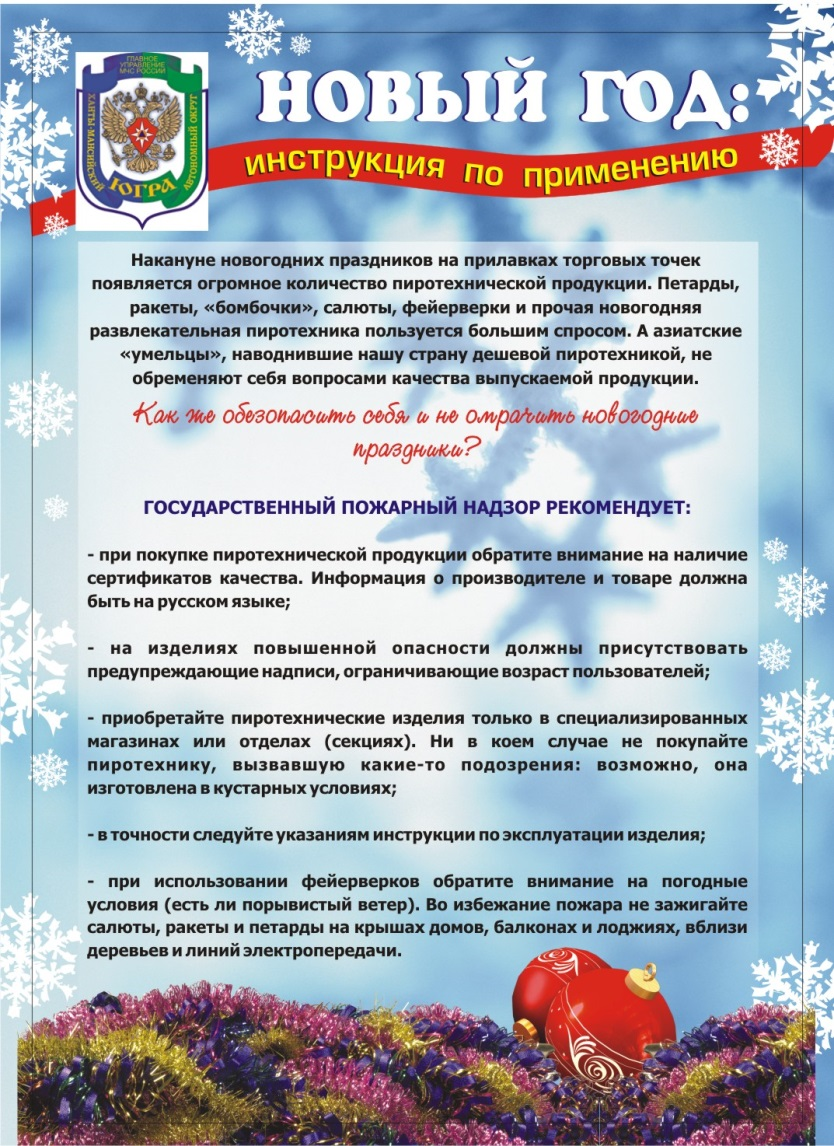 ГЛАВНОЕ
УПРАВЛЕНИЕ
МЧС РОССИИ
ХАНТЫ-МАНСИЙСКИЙ
АВТОНОМНЫЙ ОКРУГ
ЮГРА
НОВЫЙ ГОД:
инструкция по применению
Накануне новогодних праздников на прилавках торговых точек
появляется огромное количество пиротехнической продукции. Петарды,
ракеты, «бомбочки», салюты, фейерверки и прочая новогодняя
развлекательная пиротехника пользуется большим спросом. А азиатские
«умельцы», наводнившие нашу страну дешевой пиротехникой, не
обременяют себя вопросами качества выпускаемой продукции.
Как же обезопасить себя и не омрачить новогодние
праздники?
ГОСУДАРСТВЕННЫЙ ПОЖАРНЫЙ НАДЗОР РЕКОМЕНДУЕТ:
- при покупке пиротехнической продукции обратите внимание на наличие
сертификатов качества. Информация о производителе и товаре должна
быть на русском языке;
- на изделиях повышенной опасности должны присутствовать
предупреждающие надписи, ограничивающие возраст пользователей;
- приобретайте пиротехнические изделия только в специализированных
магазинах или отделах (секциях). Ни в коем случае не покупайте
пиротехнику, вызвавшую какие-то подозрения: возможно, она
изготовлена в кустарных условиях;
- в точности следуйте указаниям инструкции по эксплуатации изделия;
- при использовании фейерверков обратите внимание на погодные
условия (есть ли порывистый ветер). Во избежание пожара не зажигайте
салюты, ракеты и петарды на крышах домов, балконах и лоджиях, вблизи
деревьев и линий электропередачи.